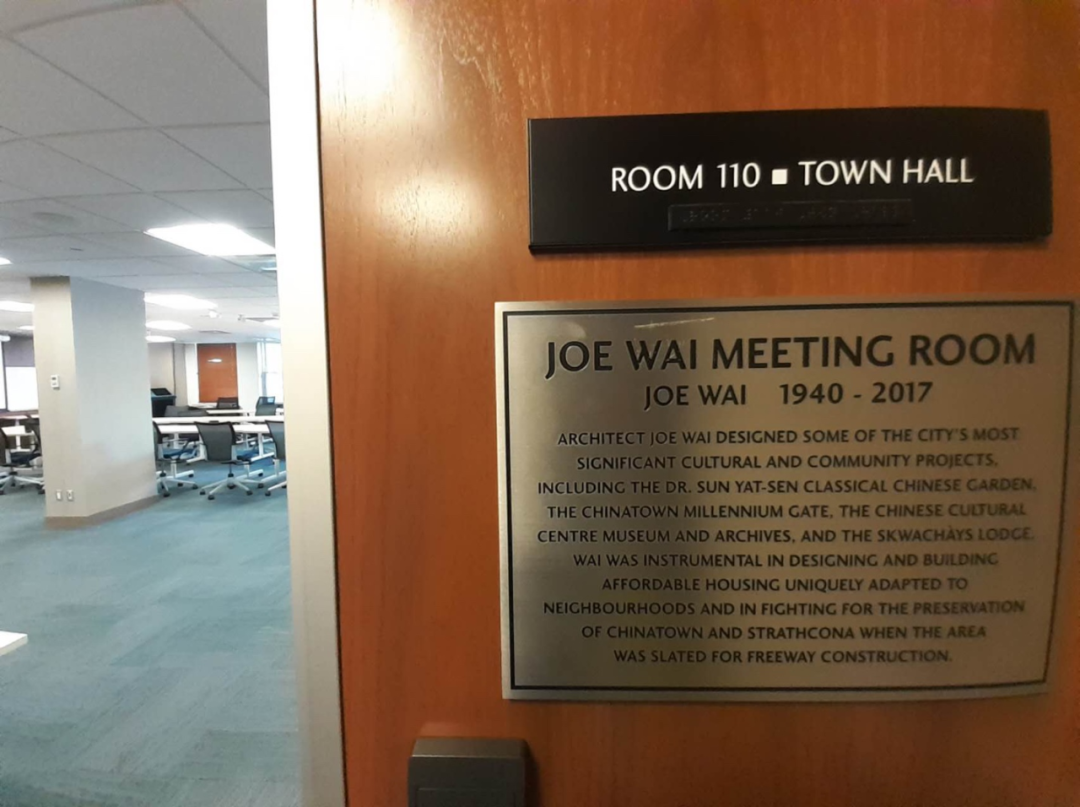 ROOM 110 ■ TOWN HALL
JOE WAI MEETING ROOM
JOE WAI 1940 - 2017
ARCHITECT JOE WAI DESIGNED SOME OF THE CITY'S MOST
SIGNIFICANT CULTURAL AND COMMUNITY PROJECTS,
INCLUDING THE DR. SUN YAT-SEN CLASSICAL CHINESE GARDEN,
THE CHINATOWN MILLENNIUM GATE, THE CHINESE CULTURAL
CENTRE MUSEUM AND ARCHIVES, AND THE SKWACHÀYS LODGE.
WAI WAS INSTRUMENTAL IN DESIGNING AND BUILDING
AFFORDABLE HOUSING UNIQUELY ADAPTED TO
NEIGHBOURHOODS AND IN FIGHTING FOR THE PRESERVATION
OF CHINATOWN AND STRATHCONA WHEN THE AREA
WAS SLATED FOR FREEWAY CONSTRUCTION.